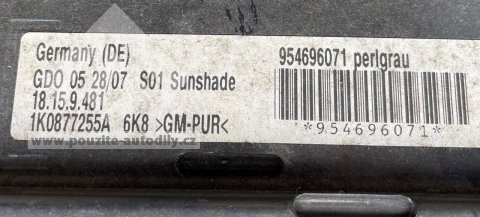 Germany (DE)
GDO 05 28/07 S01 Sunshade
18.15.9.481
1K0877255A 6K8 >GM-PUR<
954696071 perlgrau
*954696071*
www.pouzite-autodily.cz